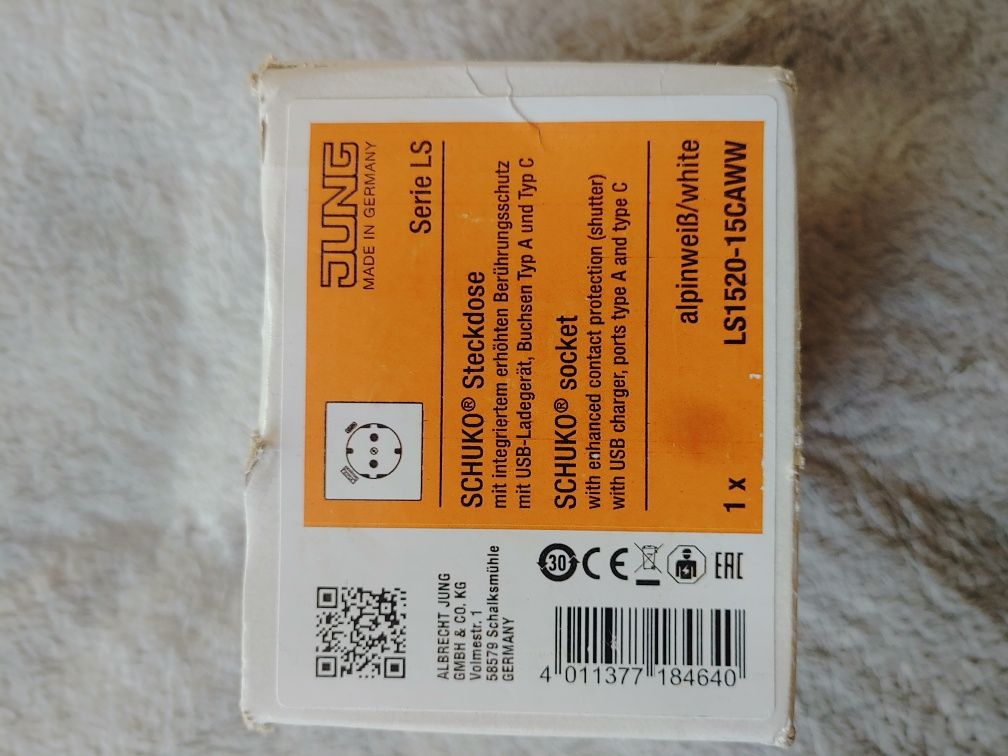 JUNG
MADE IN GERMANY
Serie LS
SCHUKO® Steckdose
mit integriertem erhöhten Berührungsschutz
mit USB-Ladegerät, Buchsen Typ A und Typ C
SCHUKO® socket
with enhanced contact protection (shutter)
with USB charger, ports type A and type C
alpinweiß/white
1 x LS1520-15CAWW
ALBRECHT JUNG
GMBH & CO. KG
Volmestr. 1
58579 Schalksmühle
GERMANY
30 CE EAC
4 011377 184640